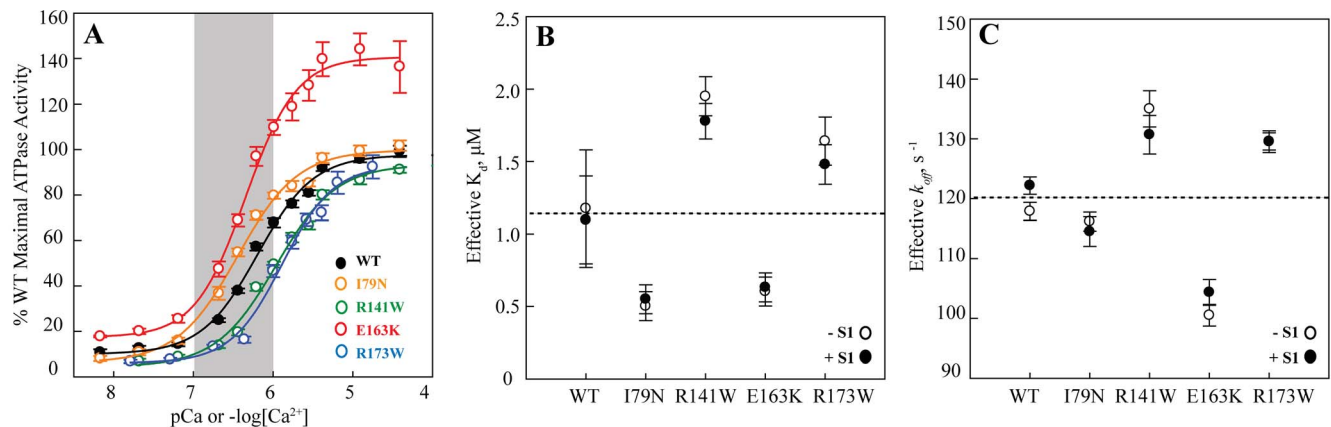 A
% WT Maximal ATPase Activity
160
140
120
100
80
60
40
20
0
8
7
6
5
4
pCa or -log[Ca²⁺]
WT
I79N
R141W
E163K
R173W
B
Effective K_d, μM
2.5
2.0
1.5
1.0
0.5
0
WT
I79N
R141W
E163K
R173W
- S1
+ S1
C
Effective k_off, s⁻¹
150
140
130
120
110
100
90
WT
I79N
R141W
E163K
R173W
- S1
+ S1